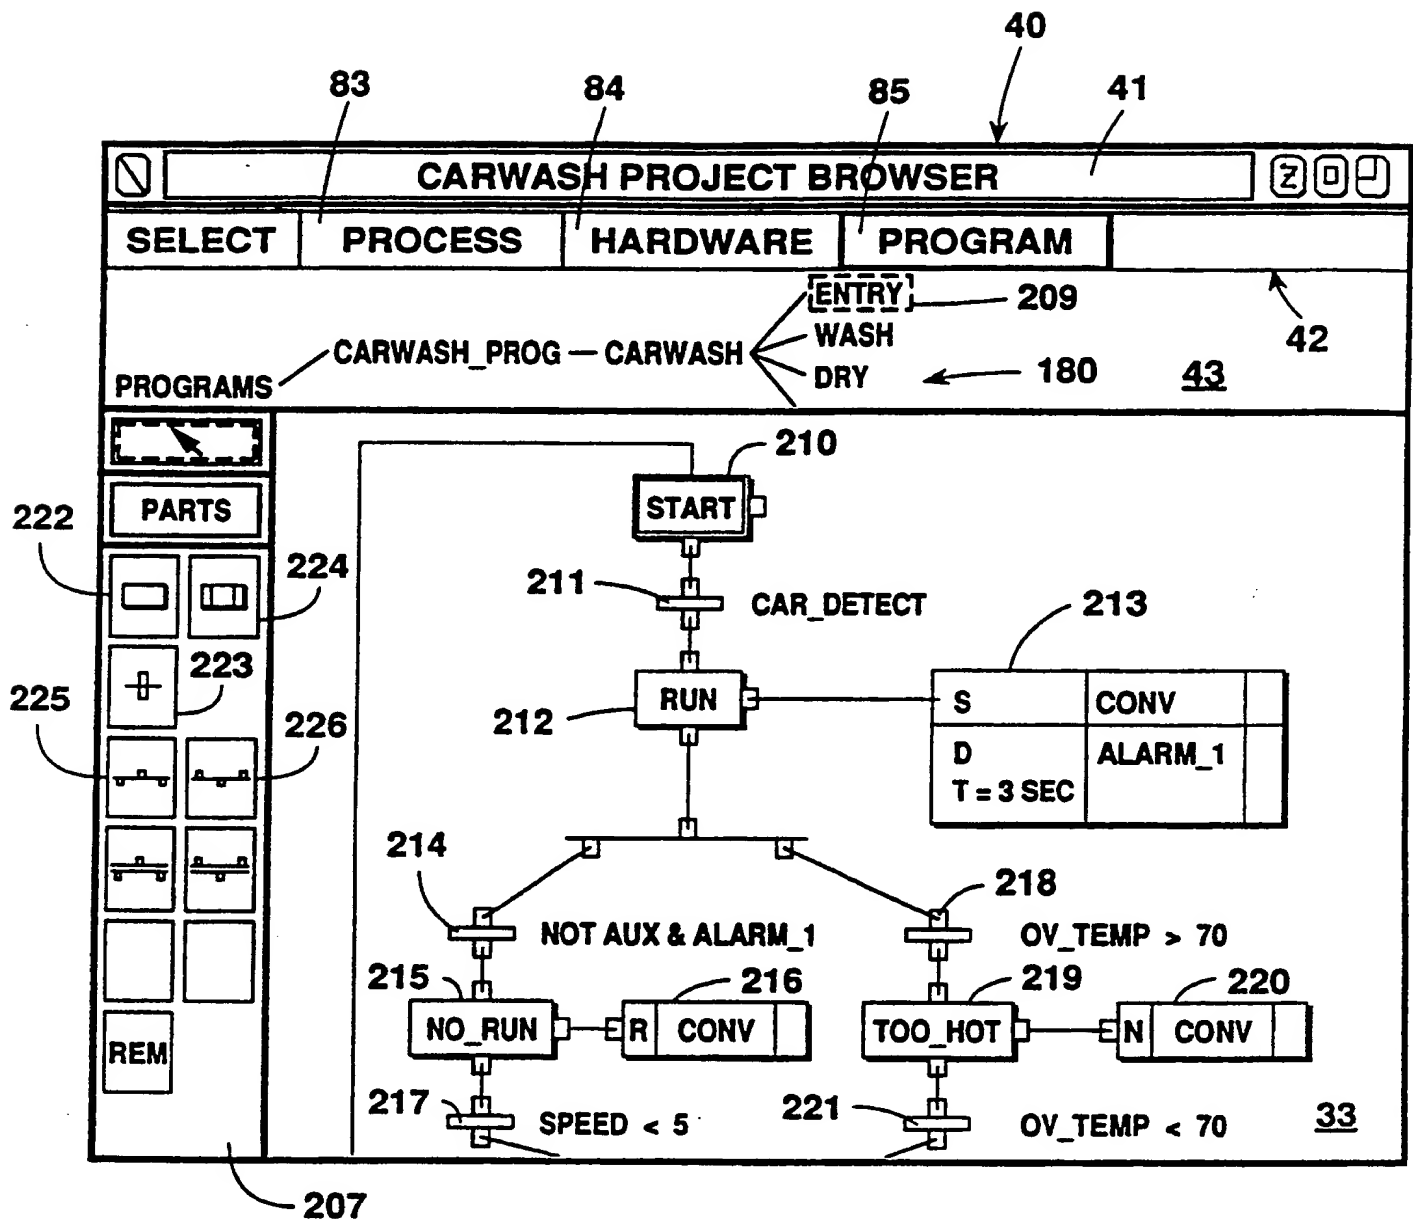 40
83
84
85
41
CARWASH PROJECT BROWSER
Z
SELECT
PROCESS
HARDWARE
PROGRAM
ENTRY
209
42
CARWASH_PROG — CARWASH
WASH
PROGRAMS
DRY
180
43
210
START
PARTS
222
224
211
CAR_DETECT
213
223
225
226
RUN
212
S
CONV
D
T = 3 SEC
ALARM_1
214
218
NOT AUX & ALARM_1
OV_TEMP > 70
215
216
219
220
NO_RUN
R
CONV
TOO_HOT
N
CONV
REM
217
SPEED < 5
221
OV_TEMP < 70
33
207